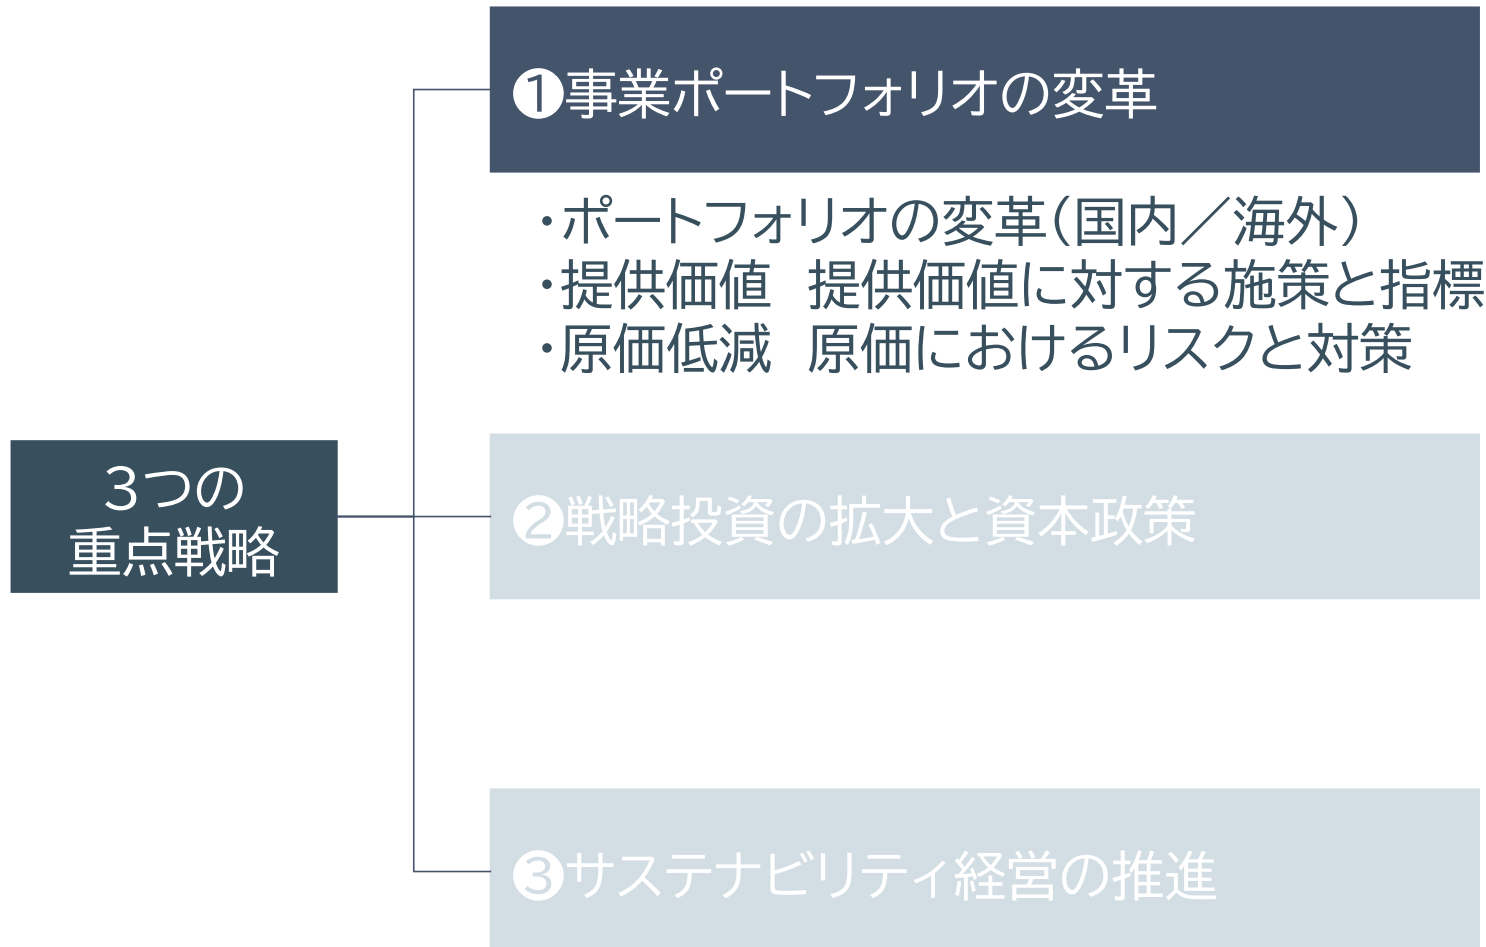 ❶事業ポートフォリオの変革
・ポートフォリオの変革(国内／海外)
・提供価値　提供価値に対する施策と指標
・原価低減　原価におけるリスクと対策
３つの
重点戦略
❷戦略投資の拡大と資本政策
❸サステナビリティ経営の推進